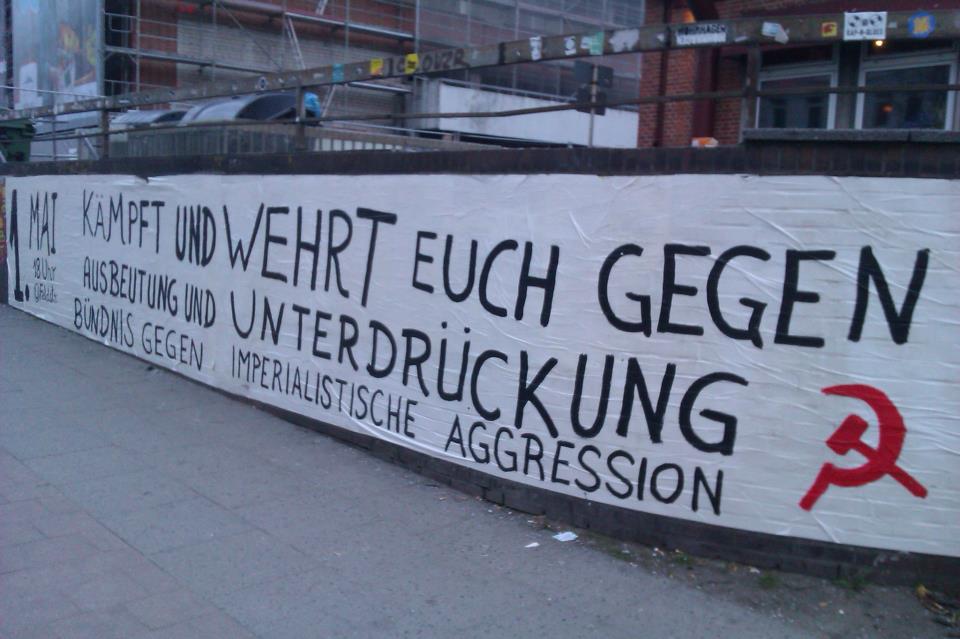 1. MAI
18 Uhr
KÄMPFT UND WEHRT EUCH GEGEN
AUSBEUTUNG UND UNTERDRÜCKUNG
BÜNDNIS GEGEN IMPERIALISTISCHE AGGRESSION